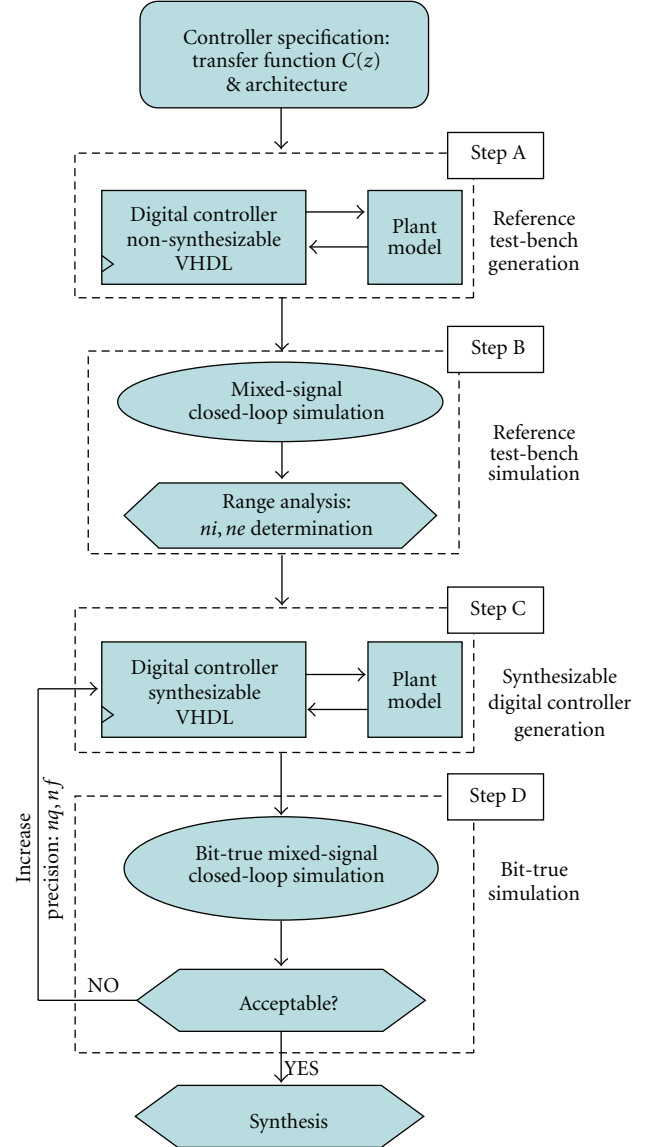 Controller specification:
transfer function C(z)
& architecture
Step A
Digital controller
non-synthesizable
VHDL
Plant
model
Reference
test-bench
generation
Step B
Mixed-signal
closed-loop simulation
Range analysis:
ni, ne determination
Reference
test-bench
simulation
Step C
Digital controller
synthesizable
VHDL
Plant
model
Synthesizable
digital controller
generation
Increase
precision: nq, nf
Step D
Bit-true mixed-signal
closed-loop simulation
Bit-true
simulation
NO
Acceptable?
YES
Synthesis